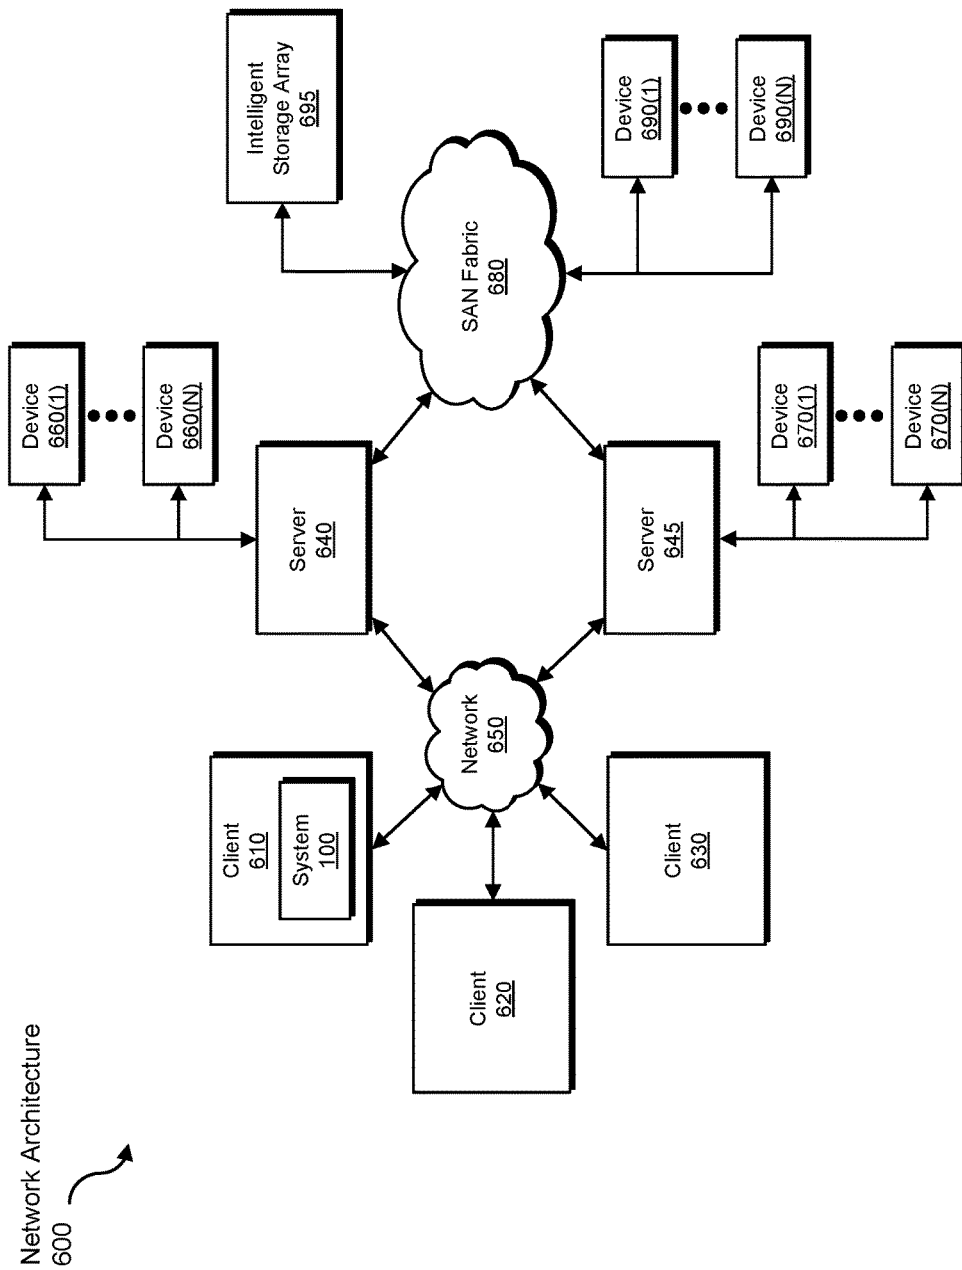 Network Architecture
600
Client
610
System
100
Client
620
Client
630
Network
650
Server
640
Server
645
Device
660(1)
Device
660(N)
Device
670(1)
Device
670(N)
SAN Fabric
680
Intelligent
Storage Array
695
Device
690(1)
Device
690(N)